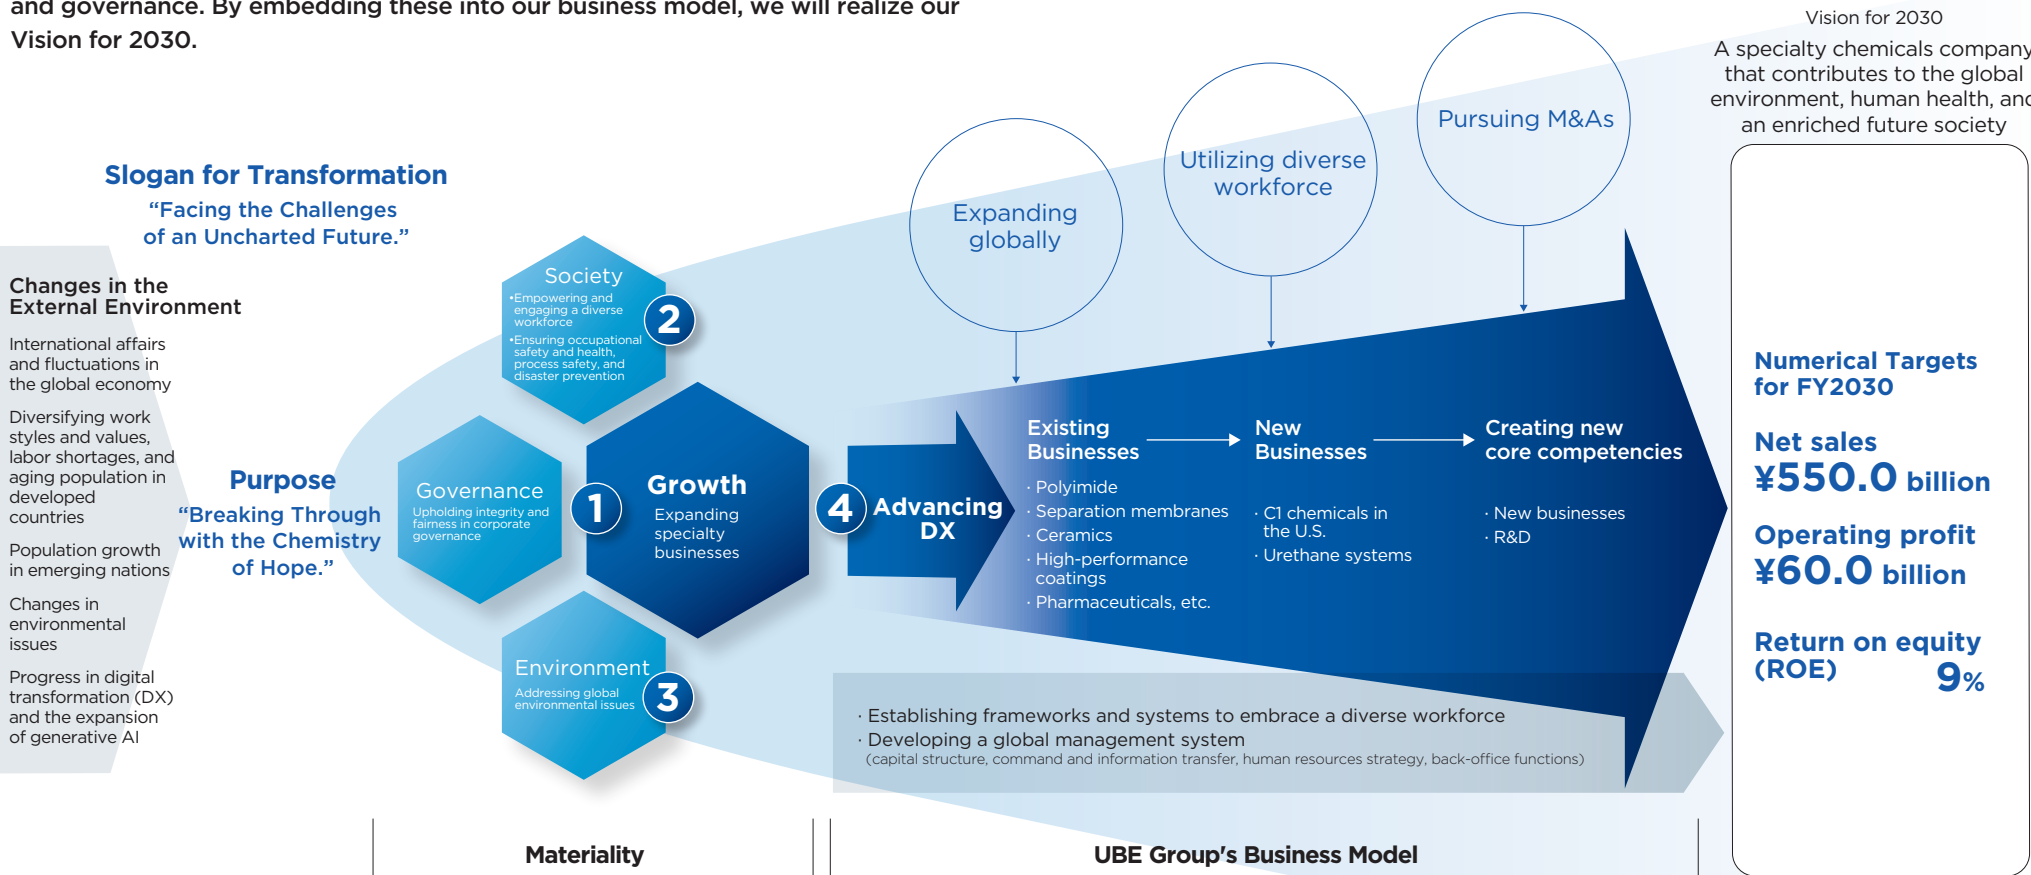 and governance. By embedding these into our business model, we will realize our
Vision for 2030.
Slogan for Transformation
“Facing the Challenges
of an Uncharted Future.”
Changes in the
External Environment
International affairs
and fluctuations in
the global economy
Diversifying work
styles and values,
labor shortages, and
aging population in
developed
countries
Population growth
in emerging nations
Changes in
environmental
issues
Progress in digital
transformation (DX)
and the expansion
of generative AI
Purpose
“Breaking Through
with the Chemistry
of Hope.”
Society
•Empowering and
engaging a diverse
workforce
•Ensuring occupational
safety and health,
process safety, and
disaster prevention
2
Governance
Upholding integrity and
fairness in corporate
governance
1
Growth
Expanding
specialty
businesses
Environment
Addressing global
environmental issues
3
4
Advancing
DX
Expanding
globally
Utilizing diverse
workforce
Pursuing M&As
Existing
Businesses
· Polyimide
· Separation membranes
· Ceramics
· High-performance
coatings
· Pharmaceuticals, etc.
New
Businesses
· C1 chemicals in
the U.S.
· Urethane systems
Creating new
core competencies
· New businesses
· R&D
· Establishing frameworks and systems to embrace a diverse workforce
· Developing a global management system
(capital structure, command and information transfer, human resources strategy, back-office functions)
Vision for 2030
A specialty chemicals company
that contributes to the global
environment, human health, and
an enriched future society
Numerical Targets
for FY2030
Net sales
¥550.0 billion
Operating profit
¥60.0 billion
Return on equity
(ROE) 9%
Materiality
UBE Group's Business Model